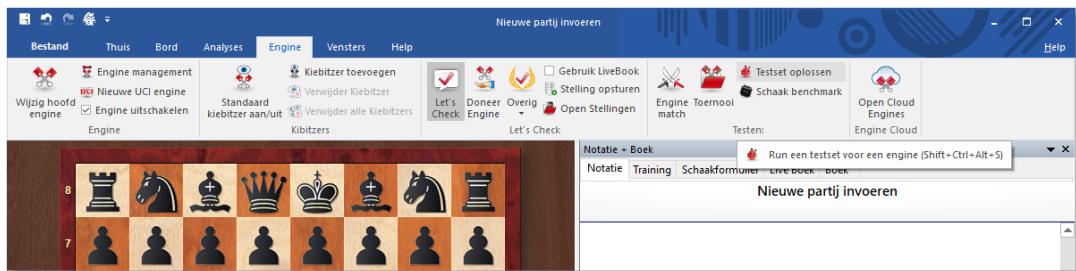 Nieuwe partij invoeren
Bestand Thuis Bord Analyses Engine Vensters Help Help
Wijzig hoofd engine
Engine management
Nieuwe UCI engine
Engine uitschakelen
Engine
Standaard kiebitzer aan/uit
Kiebitzer toevoegen
Verwijder Kiebitzer
Verwijder alle Kiebitzers
Kibitzers
Let's Check
Doneer Engine
Overig
Gebruik LiveBook
Stelling opsturen
Open Stellingen
Let's Check
Engine match
Toernooi
Testset oplossen
Schaak benchmark
Testen:
Open Cloud Engines
Engine Cloud
Notatie + Boek
Run een testset voor een engine (Shift+Ctrl+Alt+S)
Notatie Training Schaakformulier Live Boek Boek
Nieuwe partij invoeren
8
7